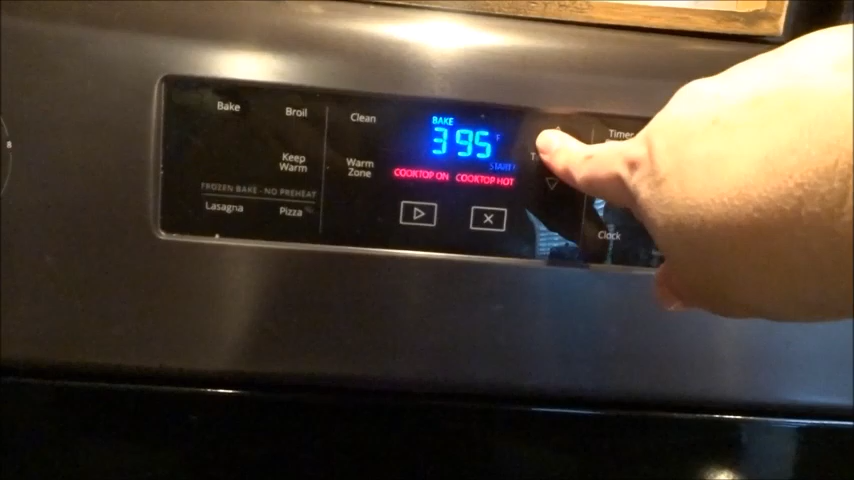 8
Bake
Broil
Keep
Warm
FROZEN BAKE - NO PREHEAT
Lasagna
Pizza
Clean
Warm
Zone
BAKE
395 F
START?
COOKTOP ON COOKTOP HOT
Timer
Clock